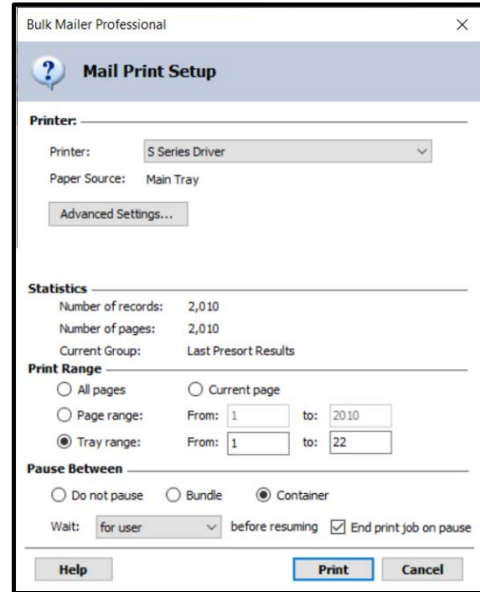 Bulk Mailer Professional
Mail Print Setup
Printer:
Printer: S Series Driver
Paper Source: Main Tray
Advanced Settings...
Statistics
Number of records: 2,010
Number of pages: 2,010
Current Group: Last Presort Results
Print Range
All pages Current page
Page range: From: 1 to: 2010
Tray range: From: 1 to: 22
Pause Between
Do not pause Bundle Container
Wait: for user before resuming End print job on pause
Help Print Cancel